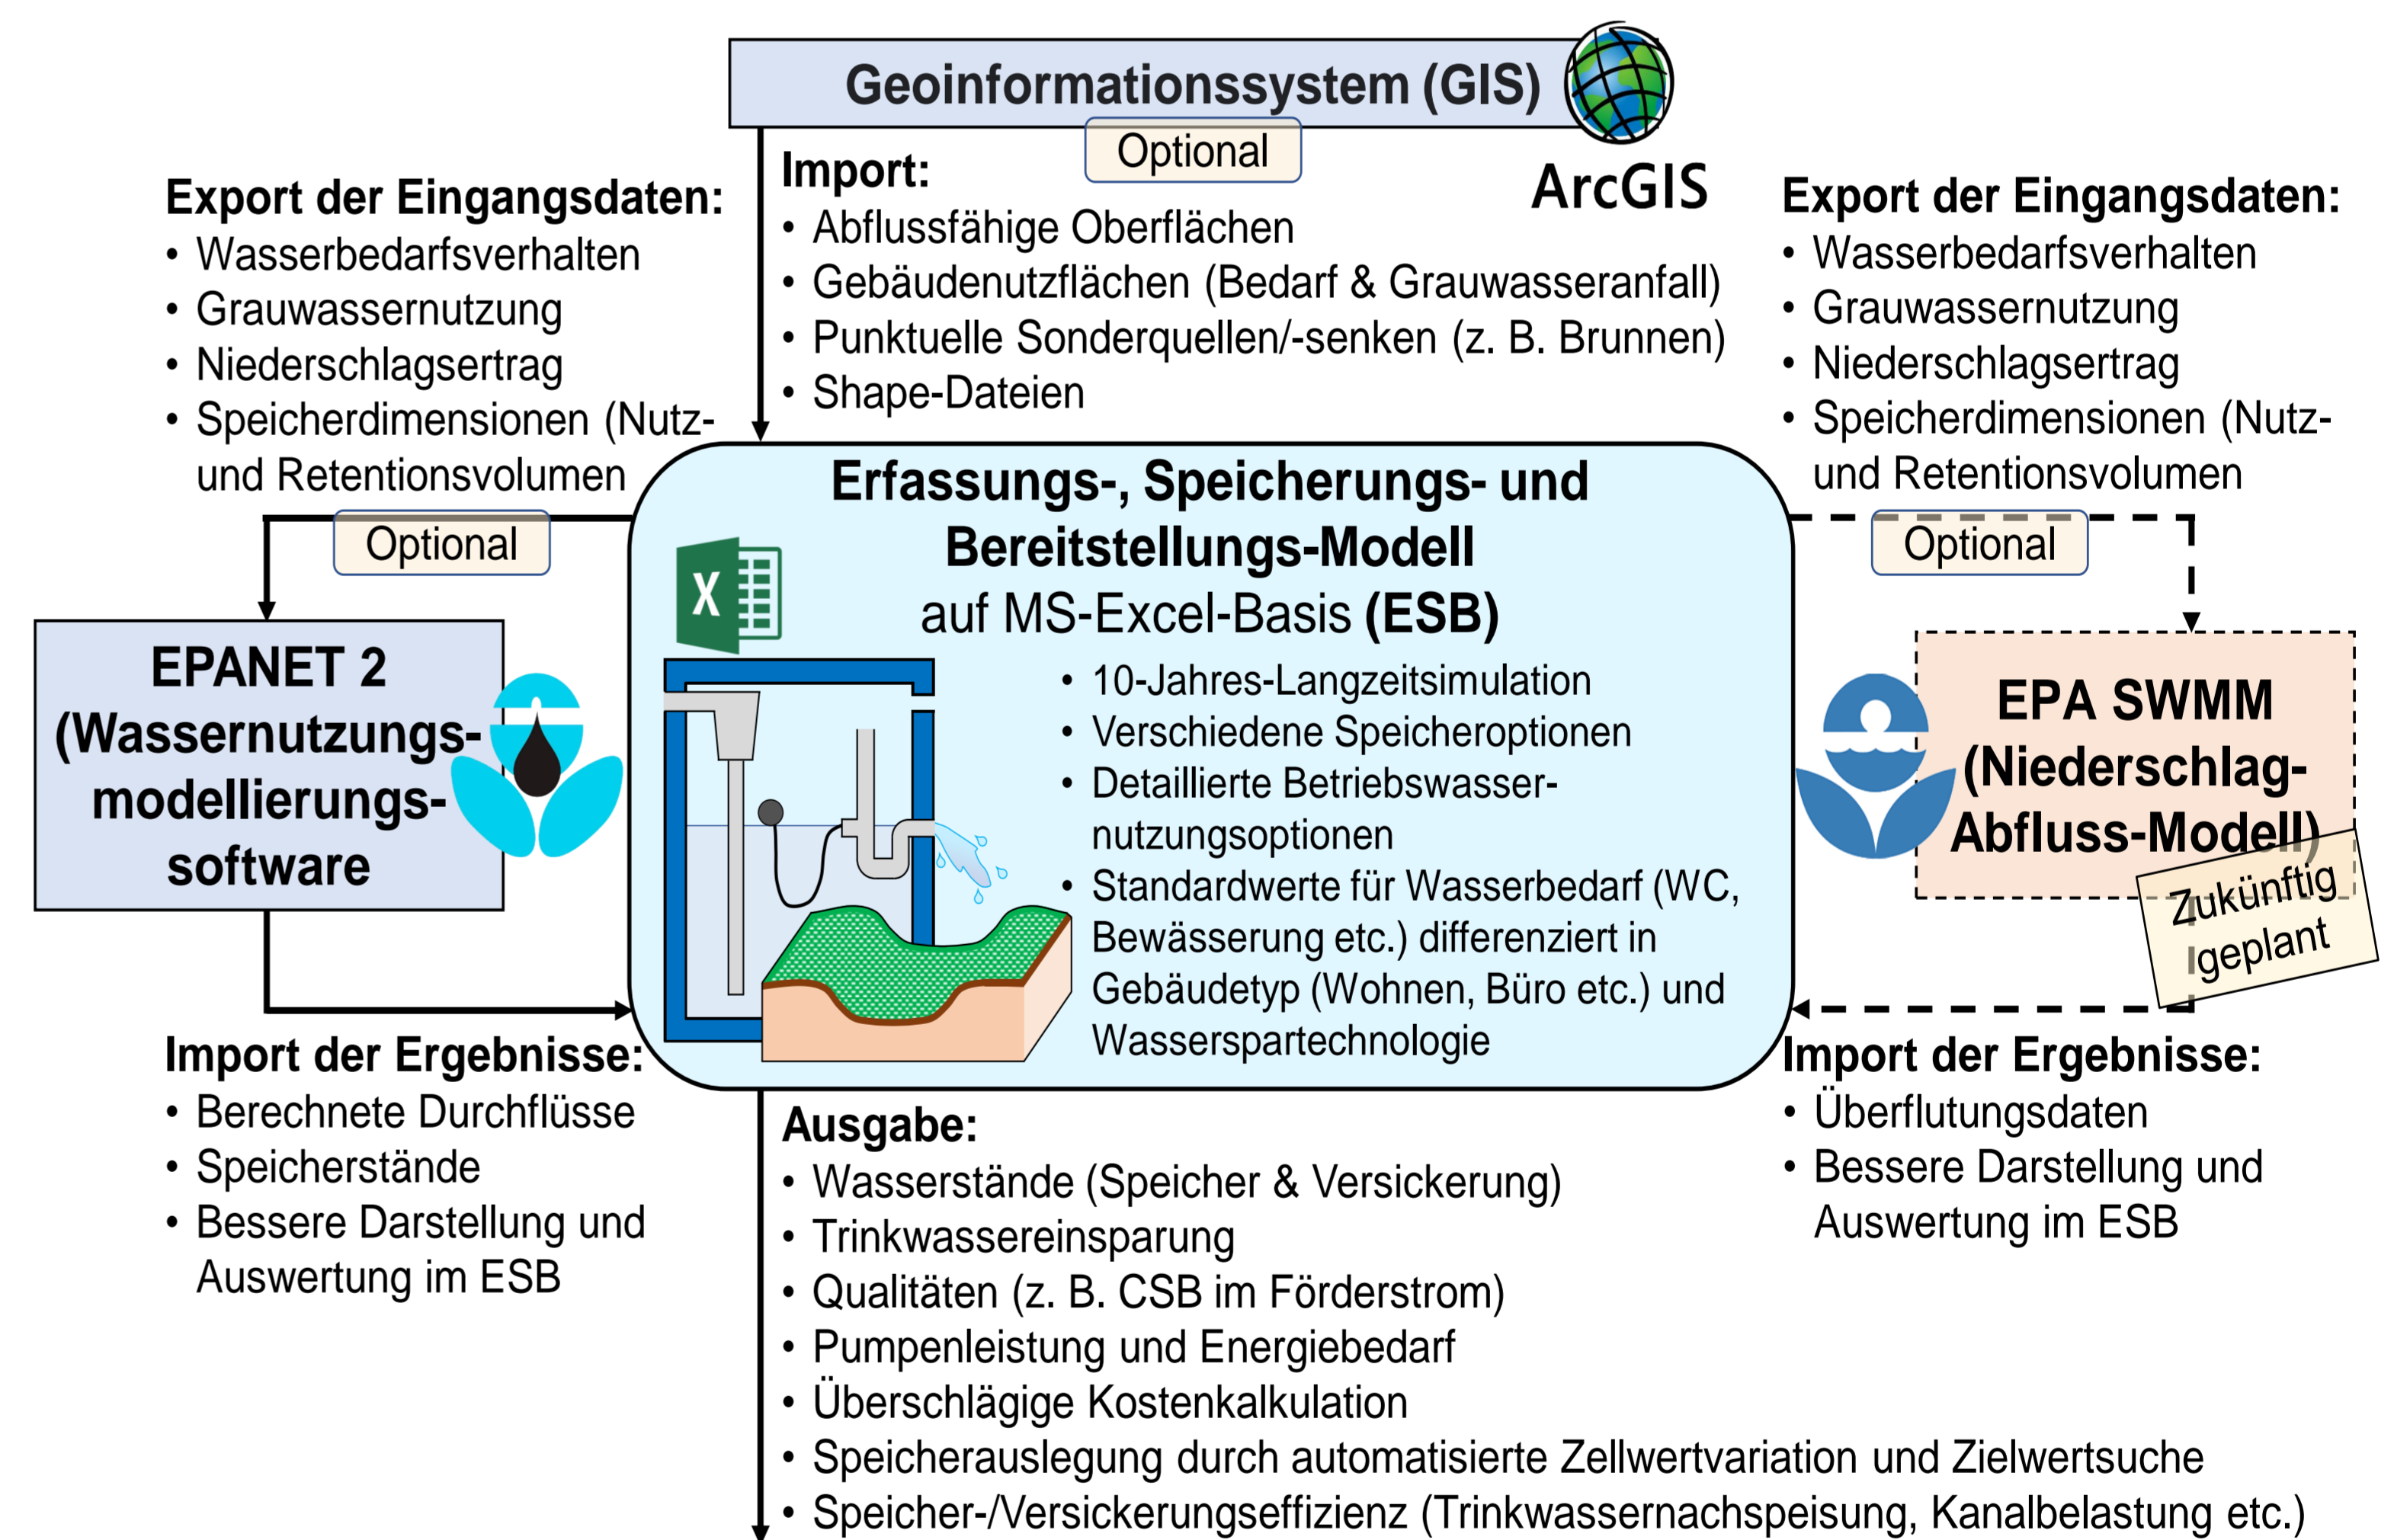 Geoinformationssystem (GIS)
Optional
ArcGIS
Import:
• Abflussfähige Oberflächen
• Gebäudenutzflächen (Bedarf & Grauwasseranfall)
• Punktuelle Sonderquellen/-senken (z. B. Brunnen)
• Shape-Dateien
Export der Eingangsdaten:
• Wasserbedarfsverhalten
• Grauwassernutzung
• Niederschlagsertrag
• Speicherdimensionen (Nutz-
und Retentionsvolumen
Optional
EPANET 2
(Wassernutzungs-
modellierungs-
software
Import der Ergebnisse:
• Berechnete Durchflüsse
• Speicherstände
• Bessere Darstellung und
Auswertung im ESB
Erfassungs-, Speicherungs- und
Bereitstellungs-Modell
auf MS-Excel-Basis (ESB)
X
• 10-Jahres-Langzeitsimulation
• Verschiedene Speicheroptionen
• Detaillierte Betriebswasser-
nutzungsoptionen
• Standardwerte für Wasserbedarf (WC,
Bewässerung etc.) differenziert in
Gebäudetyp (Wohnen, Büro etc.) und
Wasserspartechnologie
Export der Eingangsdaten:
• Wasserbedarfsverhalten
• Grauwassernutzung
• Niederschlagsertrag
• Speicherdimensionen (Nutz-
und Retentionsvolumen
Optional
EPA SWMM
(Niederschlag-
Abfluss-Modell)
Zukünftig
geplant
Import der Ergebnisse:
• Überflutungsdaten
• Bessere Darstellung und
Auswertung im ESB
Ausgabe:
• Wasserstände (Speicher & Versickerung)
• Trinkwassereinsparung
• Qualitäten (z. B. CSB im Förderstrom)
• Pumpenleistung und Energiebedarf
• Überschlägige Kostenkalkulation
• Speicherauslegung durch automatisierte Zellwertvariation und Zielwertsuche
• Speicher-/Versickerungseffizienz (Trinkwassernachspeisung, Kanalbelastung etc.)